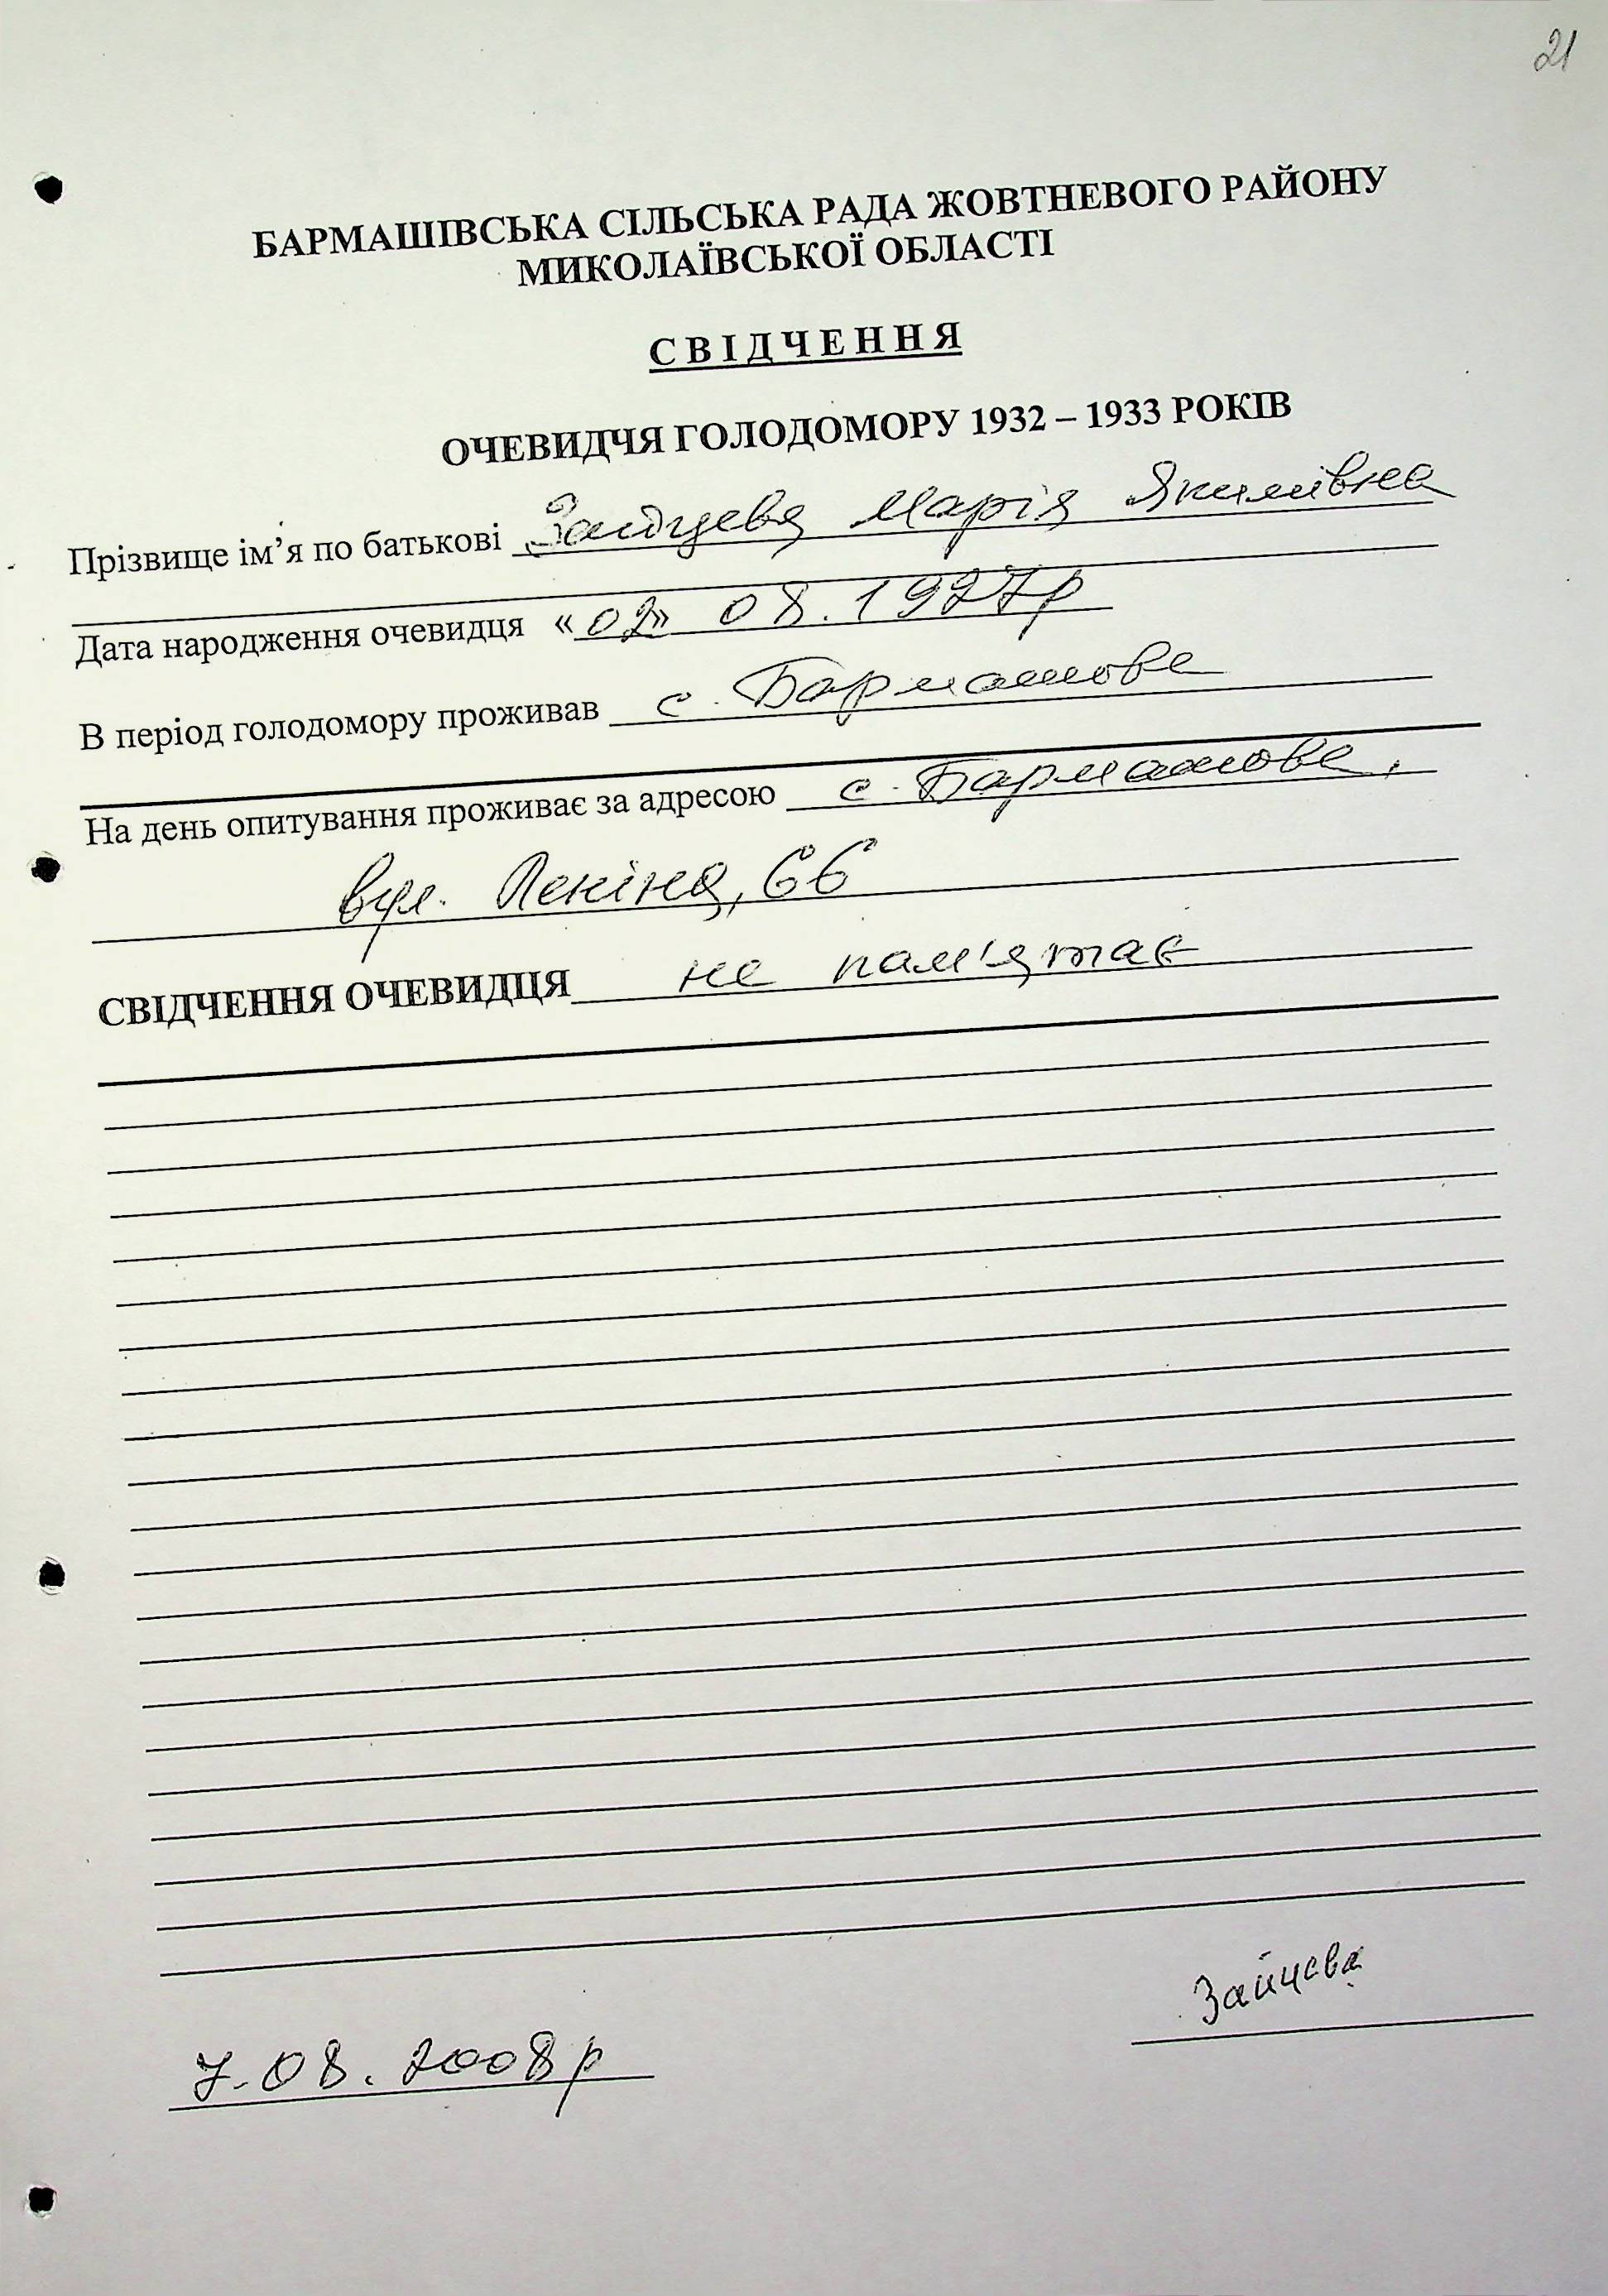 21
БАРМАШІВСЬКА СІЛЬСЬКА РАДА ЖОВТНЕВОГО РАЙОНУ
МИКОЛАЇВСЬКОЇ ОБЛАСТІ
СВІДЧЕННЯ
ОЧЕВИДЧЯ ГОЛОДОМОРУ 1932 – 1933 РОКІВ
Прізвище ім’я по батькові Зайцева Марія Якимівна
Дата народження очевидця «02» 08.1927р
В період голодомору проживав с. Бармашове
На день опитування проживає за адресою с. Бармашове,
вул. Леніна, 66
СВІДЧЕННЯ ОЧЕВИДЦЯ не пам'ятає
Зайцева
7.08.2008р